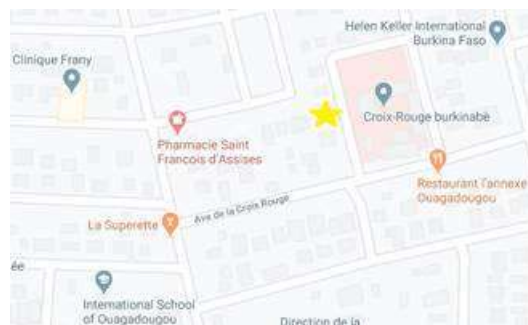 Helen Keller International
Burkina Faso
Clinique Frany
Croix-Rouge burkinabè
Pharmacie Saint
François d'Assises
Restaurant l'annexe
Ouagadougou
Ave de la Croix Rouge
La Superette
ée
International School
of Ouagadougou
Direction de la